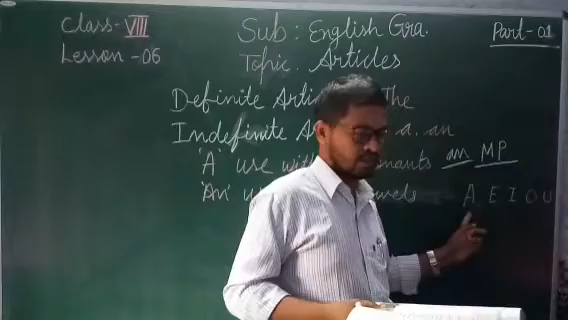 Class-VIII
Lesson-06
Sub: English Gra.
Topic. Articles
Part-01
Definite The
Indefinite a. an
'A' use an MP
'An' A E I O U